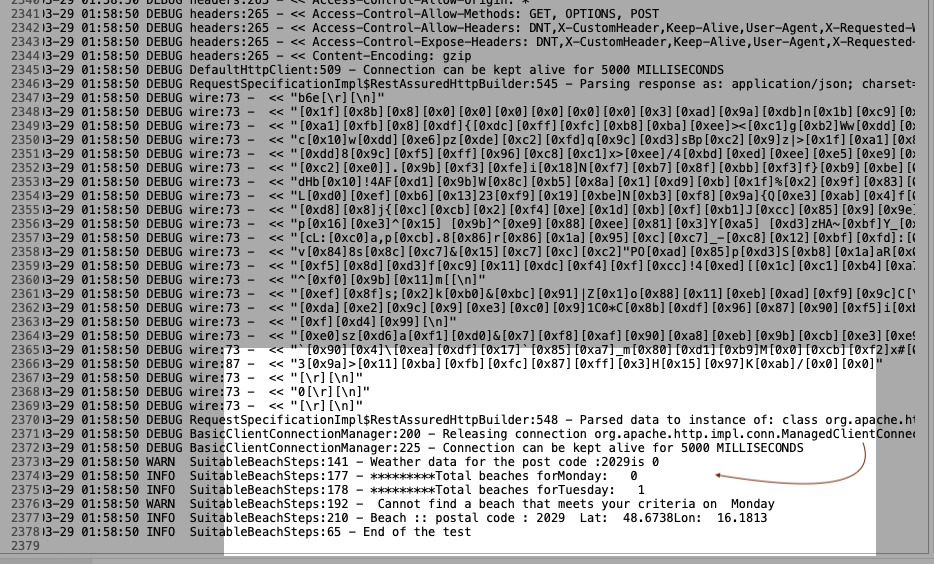 2340 3-29 01:58:50 DEBUG headers:265 - << Access-Control-Allow-Origin: *
2341 3-29 01:58:50 DEBUG headers:265 - << Access-Control-Allow-Methods: GET, OPTIONS, POST
2342 3-29 01:58:50 DEBUG headers:265 - << Access-Control-Allow-Headers: DNT,X-CustomHeader,Keep-Alive,User-Agent,X-Requested-
2343 3-29 01:58:50 DEBUG headers:265 - << Access-Control-Expose-Headers: DNT,X-CustomHeader,Keep-Alive,User-Agent,X-Requested
2344 3-29 01:58:50 DEBUG headers:265 - << Content-Encoding: gzip
2345 3-29 01:58:50 DEBUG DefaultHttpClient:509 - Connection can be kept alive for 5000 MILLISECONDS
2346 3-29 01:58:50 DEBUG RequestSpecificationImpl$RestAssuredHttpBuilder:545 - Parsing response as: application/json; charset=
2347 3-29 01:58:50 DEBUG wire:73 -  << "b6e[\r][\n]"
2348 3-29 01:58:50 DEBUG wire:73 -  << "[0x1f][0x8b][0x8][0x0][0x0][0x0][0x0][0x0][0x0][0x3][0xad][0x9a][0xdb]n[0x1b][0xc9][
2349 3-29 01:58:50 DEBUG wire:73 -  << "[0xa1][0xfb][0x8][0xdf]{[0xdc][0xff][0xfc][0xb8][0xba][0xee]><[0xc1]g[0xb2]Ww[0xdd][
2350 3-29 01:58:50 DEBUG wire:73 -  << "c[0x10]w[0xdd][0xe6]pz[0xde][0xc2][0xfd]q[0x9c][0xd3]sBp[0xc2][0x9]z|>[0x1f][0xa1][0x8
2351 3-29 01:58:50 DEBUG wire:73 -  << "[0xdd]8[0x9c][0xf5][0xff][0x96][0xc8][0xc1]x>[0xee]/4[0xbd][0xed][0xee][0xe5][0xe9][0x
2352 3-29 01:58:50 DEBUG wire:73 -  << "[0xc2][0xe0]].[0x9b][0xf3][0xfe]i[0x18]N[0xf7][0xb7][0x8f][0xbb][0xf3]f}[0xb9][0xbe][0
2353 3-29 01:58:50 DEBUG wire:73 -  << "dHb[0x10]!4AF[0xd1][0x9b]W[0x8c][0xb5][0x8a][0x1][0xd9][0xb][0x1f]%[0x2][0x9f][0x83][
2354 3-29 01:58:50 DEBUG wire:73 -  << "L[0xd0][0xef][0xb6][0x13]23[0xf9][0x19][0xbe]N[0xb3][0xf8][0x9a]{Q[0xe3][0xab][0x4]f[0
2355 3-29 01:58:50 DEBUG wire:73 -  << "[0xd8][0x8]j{[0xc][0xcb][0x2][0xf4][0xe][0x1d][0xb][0xf][0xb1]J[0xcc][0x85][0x9][0x9e
2356 3-29 01:58:50 DEBUG wire:73 -  << "p[0x16][0xe3]^[0x15] [0x9b]^[0xe9][0x88][0xee][0x81][0x3]Y[0xa5] [0xd3]zHA~[0xbf]Y_[0x
2357 3-29 01:58:50 DEBUG wire:73 -  << "[cL:[0xc0]a,p[0xcb].8[0x86]r[0x86][0x1a][0x95][0xc][0xc7]_-[0xc8][0x12][0xbf][0xfd]:[0
2358 3-29 01:58:50 DEBUG wire:73 -  << "v[0x84]8s[0x8c][0xc7]&[0x15][0xc7][0xc][0xc2]"PO[0xad][0x85]p[0xd3]S[0xb8][0x1a]aR[0x0
2359 3-29 01:58:50 DEBUG wire:73 -  << "[0xf5][0x8d][0xd3]f[0xc9][0x11][0xdc][0xf4][0xf][0xcc]!4[0xed][[0x1c][0xc1][0xb4][0xa7
2360 3-29 01:58:50 DEBUG wire:73 -  << "[0xf0][0x9b][0x11]m[[\n]"
2361 3-29 01:58:50 DEBUG wire:73 -  << "[0xef][0x8f]s;[0x2]k[0xb0]&[0xbc][0x91]|Z[0x1]o[0x88][0x11][0xeb][0xad][0xf9][0x9c]C[\
2362 3-29 01:58:50 DEBUG wire:73 -  << "[0xda][0xe2][0x9c][0x9][0xe3][0xc0][0x9]1C0*C[0x8b][0xdf][0x96][0x87][0x90][0xf5]i[0xb
2363 3-29 01:58:50 DEBUG wire:73 -  << "[0xf][0xd4][0x99][\n]"
2364 3-29 01:58:50 DEBUG wire:73 -  << "[0xe0]sz[0xd6]a[0xf1][0xd0]&[0x7][0xf8][0xaf][0x90][0xa8][0xeb][0x9b][0xcb][0xe3][0xe9
2365 3-29 01:58:50 DEBUG wire:73 -  << "`[0x90][0x4]\[0xea][0xdf][0x17]`[0x85][0xa7]_m[0x80][0xd1][0xb9]M[0x0][0xcb][0xf2]x#[0
2366 3-29 01:58:50 DEBUG wire:87 -  << "3[0x9a]>[0x11][0xba][0xfb][0xfc][0x87][0xff][0x3]H[0x15][0x97]K[0xab]/[0x0][0x0]"
2367 3-29 01:58:50 DEBUG wire:73 -  << "[\r][\n]"
2368 3-29 01:58:50 DEBUG wire:73 -  << "0[\r][\n]"
2369 3-29 01:58:50 DEBUG wire:73 -  << "[\r][\n]"
2370 3-29 01:58:50 DEBUG RequestSpecificationImpl$RestAssuredHttpBuilder:548 - Parsed data to instance of: class org.apache.ht
2371 3-29 01:58:50 DEBUG BasicClientConnectionManager:200 - Releasing connection org.apache.http.impl.conn.ManagedClientConnec
2372 3-29 01:58:50 DEBUG BasicClientConnectionManager:225 - Connection can be kept alive for 5000 MILLISECONDS
2373 3-29 01:58:50 WARN  SuitableBeachSteps:141 - Weather data for the post code :2029is 0
2374 3-29 01:58:50 INFO  SuitableBeachSteps:177 - *********Total beaches forMonday:   0
2375 3-29 01:58:50 INFO  SuitableBeachSteps:178 - *********Total beaches forTuesday:   1
2376 3-29 01:58:50 WARN  SuitableBeachSteps:192 -  Cannot find a beach that meets your criteria on  Monday
2377 3-29 01:58:50 INFO  SuitableBeachSteps:210 - Beach :: postal code : 2029  Lat:  48.6738Lon:  16.1813
2378 3-29 01:58:50 INFO  SuitableBeachSteps:65 - End of the test
2379